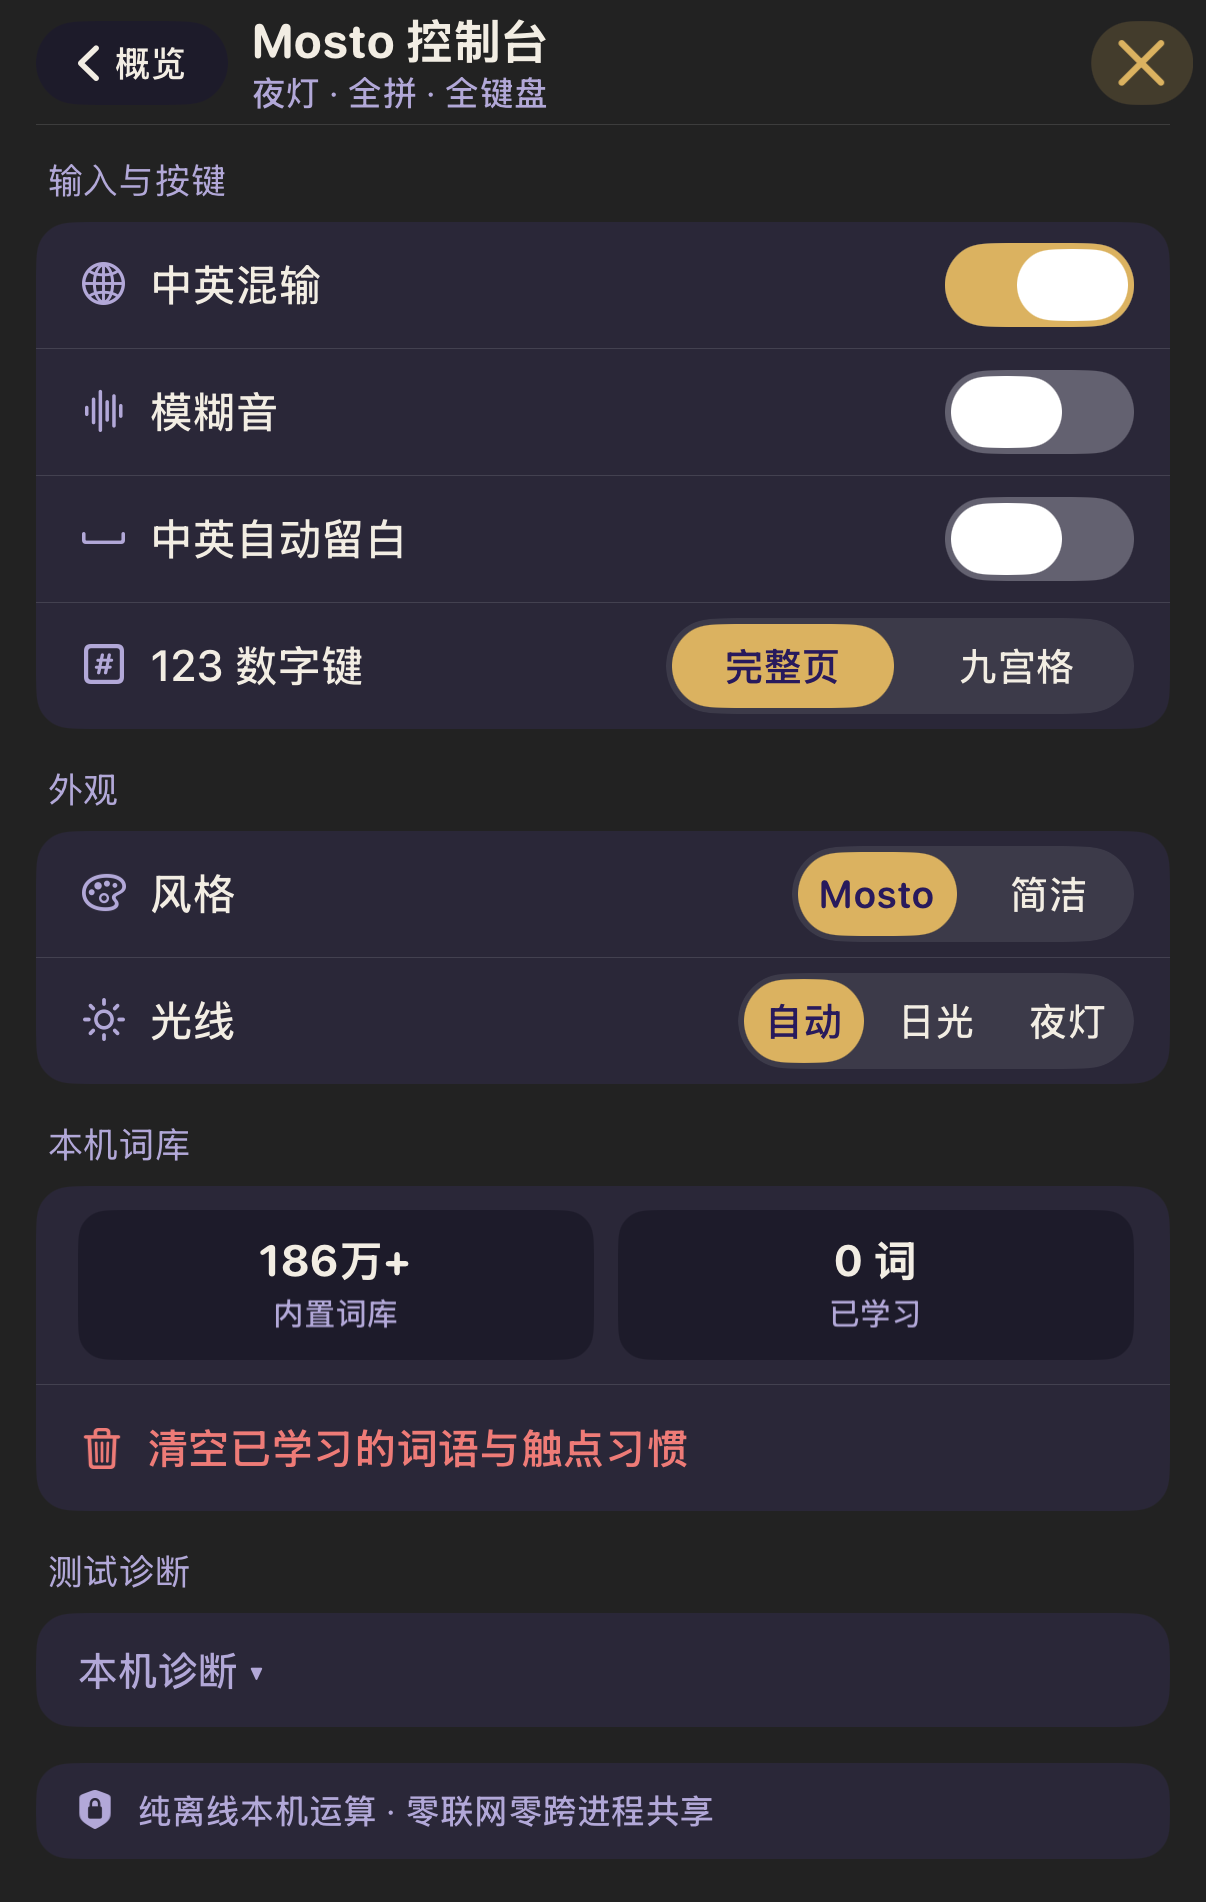 概览
Mosto 控制台
夜灯 · 全拼 · 全键盘
输入与按键
中英混输
模糊音
中英自动留白
123 数字键 完整页 九宫格
外观
风格 Mosto 简洁
光线 自动 日光 夜灯
本机词库
186万+ 0 词
内置词库 已学习
清空已学习的词语与触点习惯
测试诊断
本机诊断 ▾
纯离线本机运算 · 零联网零跨进程共享